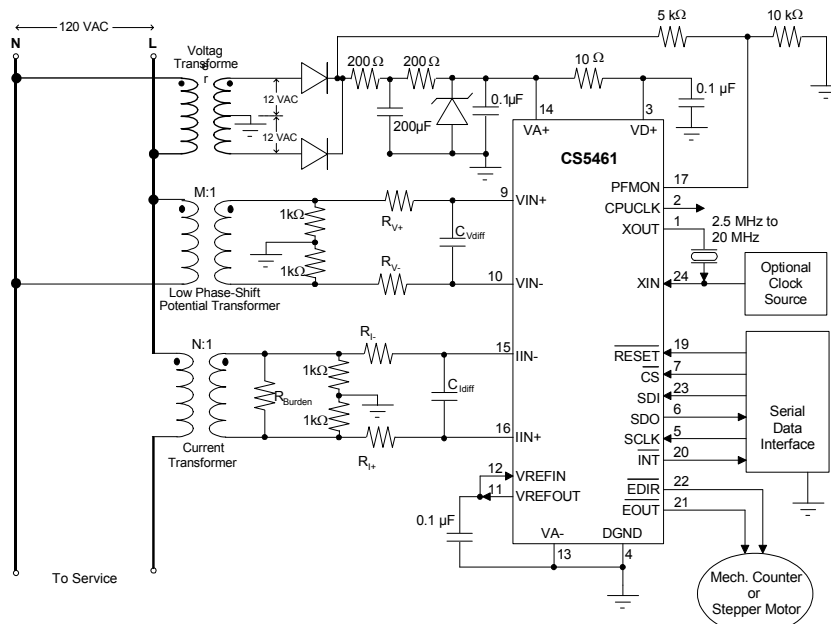 120 VAC
N
L
Voltag
Transforme
er
12 VAC
12 VAC
200Ω
200Ω
200µF
0.1µF
10 Ω
5 kΩ
10 kΩ
0.1 µF
14
3
VA+
VD+
CS5461
PFMON
17
CPUCLK
2
XOUT
1
2.5 MHz to
20 MHz
XIN
24
Optional
Clock
Source
M:1
1kΩ
1kΩ
RV+
RV-
CVdiff
9
VIN+
10
VIN-
Low Phase-Shift
Potential Transformer
N:1
RBurden
1kΩ
1kΩ
RI-
RI+
CIdiff
15
IIN-
16
IIN+
Current
Transformer
RESET
19
CS
7
SDI
23
SDO
6
SCLK
5
INT
20
Serial
Data
Interface
EDIR
22
EOUT
21
12
VREFIN
11
VREFOUT
0.1 µF
VA-
DGND
13
4
Mech. Counter
or
Stepper Motor
To Service